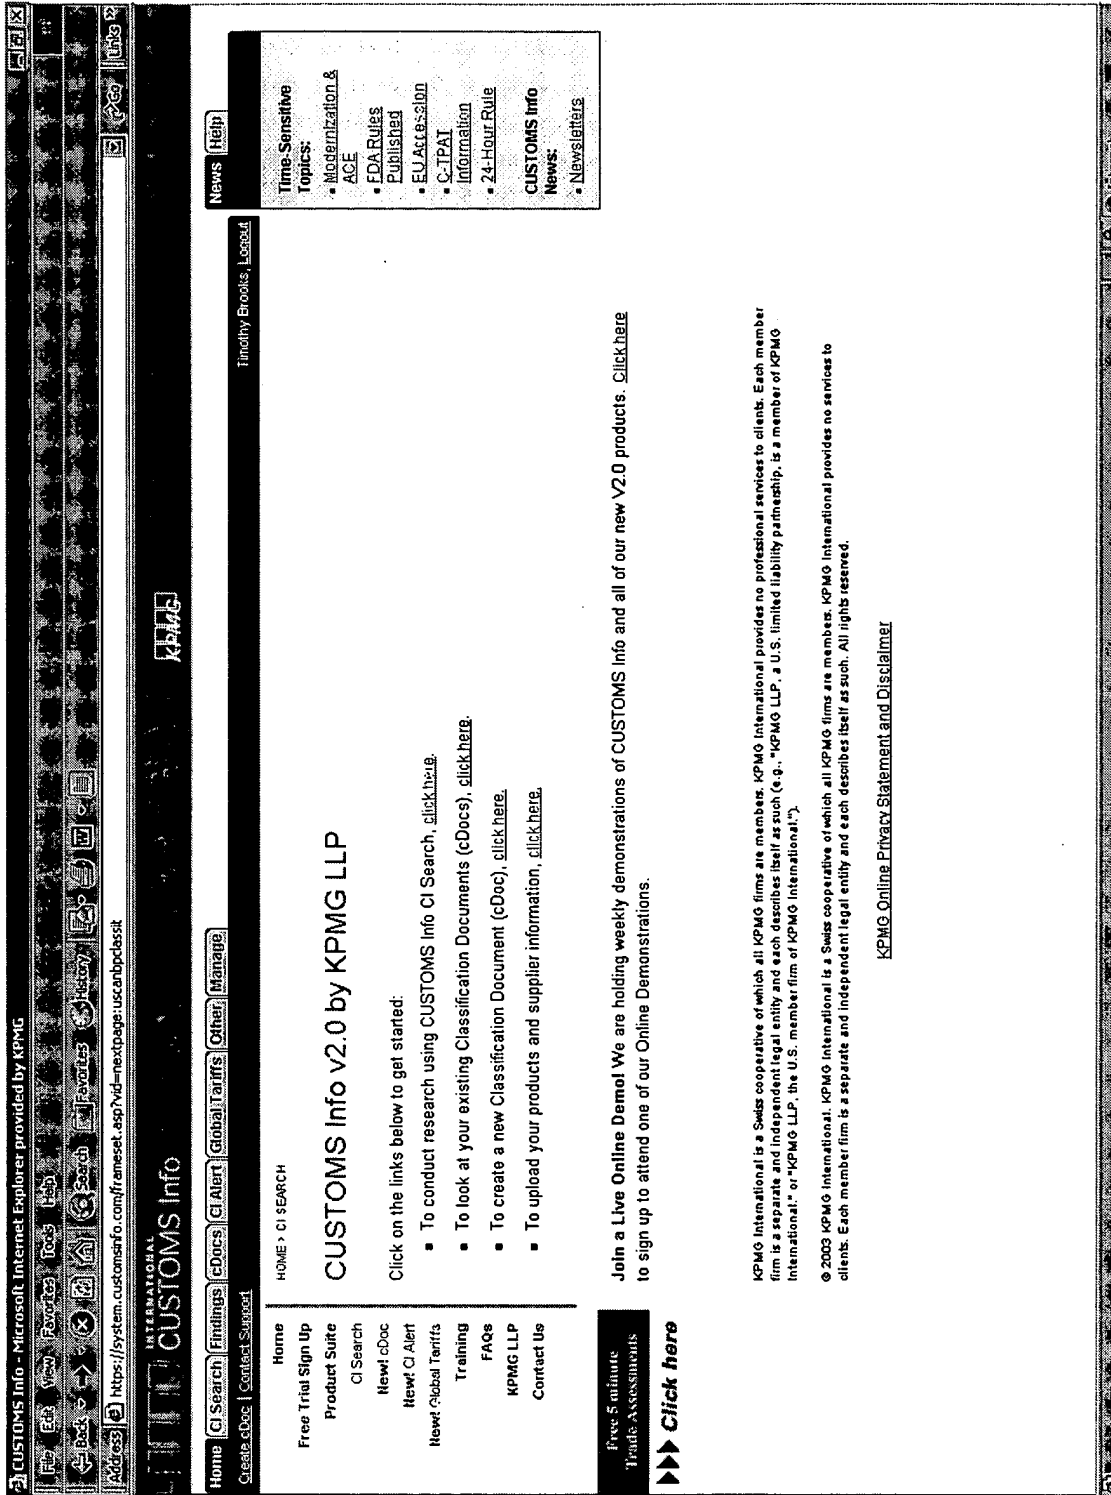 CUSTOMS Info - Microsoft Internet Explorer provided by KPMG
File Edit View Favorites Tools Help
Back Search Favorites History
Address https://system.customsinfo.com/frameset.asp?vid=nextpage:uscanbpclassit Go Links »
INTERNATIONAL
CUSTOMS Info
KPMG
Home CI Search Findings cDocs CI Alert Global Tariffs Other Manage News Help
Create cDoc | Contact Support Timothy Brooks, Logout
Home
Free Trial Sign Up
Product Suite
CI Search
New! cDoc
New! CI Alert
New! Global Tariffs
Training
FAQs
KPMG LLP
Contact Us
Free 5 minute
Trade Assessments
Click here
HOME > CI SEARCH
CUSTOMS Info v2.0 by KPMG LLP
Click on the links below to get started:
▪ To conduct research using CUSTOMS Info CI Search, click here.
▪ To look at your existing Classification Documents (cDocs), click here.
▪ To create a new Classification Document (cDoc), click here.
▪ To upload your products and supplier information, click here.
Join a Live Online Demo! We are holding weekly demonstrations of CUSTOMS Info and all of our new V2.0 products. Click here
to sign up to attend one of our Online Demonstrations.
KPMG International is a Swiss cooperative of which all KPMG firms are members. KPMG International provides no professional services to clients. Each member
firm is a separate and independent legal entity and each describes itself as such (e.g., "KPMG LLP, a U.S. limited liability partnership, is a member of KPMG
International." or "KPMG LLP, the U.S. member firm of KPMG International.").
© 2003 KPMG International. KPMG International is a Swiss cooperative of which all KPMG firms are members. KPMG International provides no services to
clients. Each member firm is a separate and independent legal entity and each describes itself as such. All rights reserved.
KPMG Online Privacy Statement and Disclaimer
Time-Sensitive
Topics:
▪ Modernization &
ACE
▪ FDA Rules
Published
▪ EU Accession
▪ C-TPAT
Information
▪ 24-Hour Rule
CUSTOMS Info
News:
▪ Newsletters